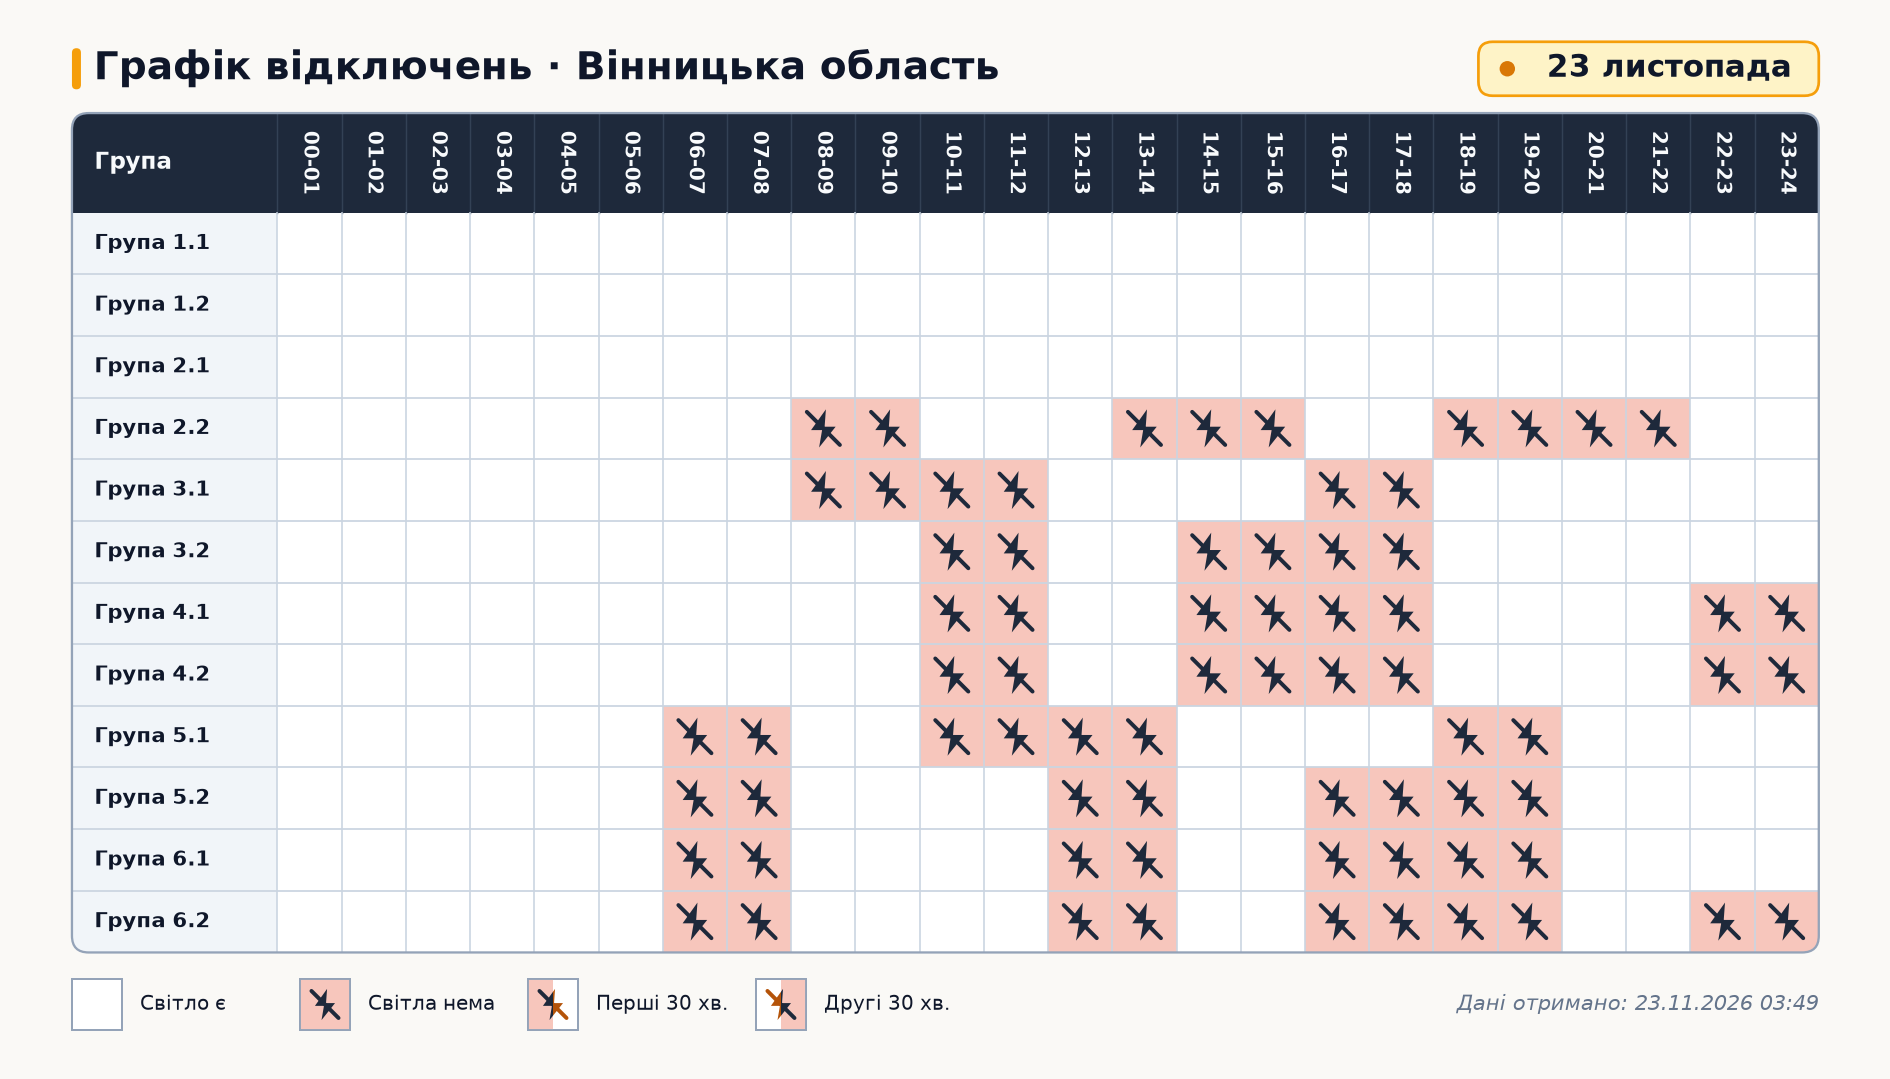 Графік відключень · Вінницька область
23 листопада
Група 00-01 01-02 02-03 03-04 04-05 05-06 06-07 07-08 08-09 09-10 10-11 11-12 12-13 13-14 14-15 15-16 16-17 17-18 18-19 19-20 20-21 21-22 22-23 23-24
Група 1.1
Група 1.2
Група 2.1
Група 2.2
Група 3.1
Група 3.2
Група 4.1
Група 4.2
Група 5.1
Група 5.2
Група 6.1
Група 6.2
Світло є Світла нема Перші 30 хв. Другі 30 хв.
Дані отримано: 23.11.2026 03:49